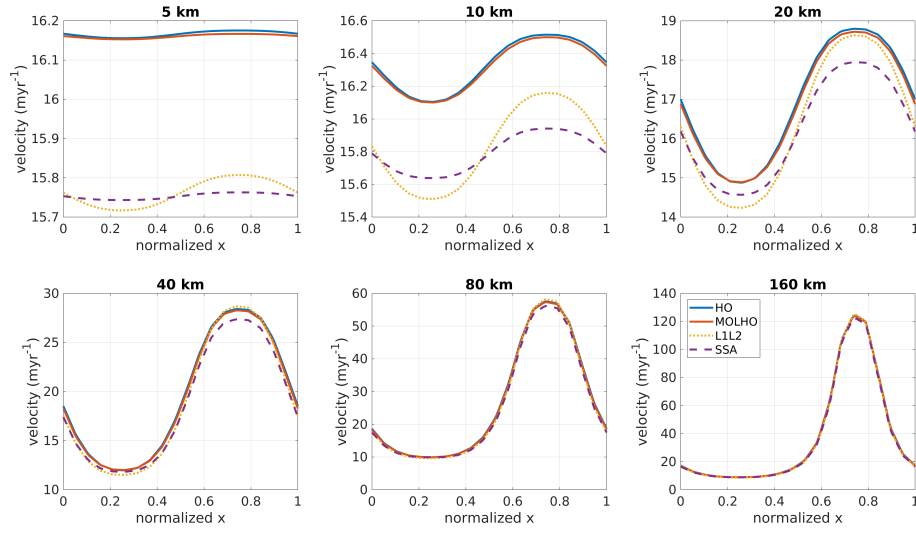 5 km
velocity (myr-1)
16.2
16.1
16
15.9
15.8
15.7
0 0.2 0.4 0.6 0.8 1
normalized x
10 km
velocity (myr-1)
16.6
16.4
16.2
16
15.8
15.6
15.4
0 0.2 0.4 0.6 0.8 1
normalized x
20 km
velocity (myr-1)
19
18
17
16
15
14
0 0.2 0.4 0.6 0.8 1
normalized x
40 km
velocity (myr-1)
30
25
20
15
10
0 0.2 0.4 0.6 0.8 1
normalized x
80 km
velocity (myr-1)
60
50
40
30
20
10
0
0 0.2 0.4 0.6 0.8 1
normalized x
160 km
velocity (myr-1)
140
120
100
80
60
40
20
0
HO
MOLHO
L1L2
SSA
0 0.2 0.4 0.6 0.8 1
normalized x